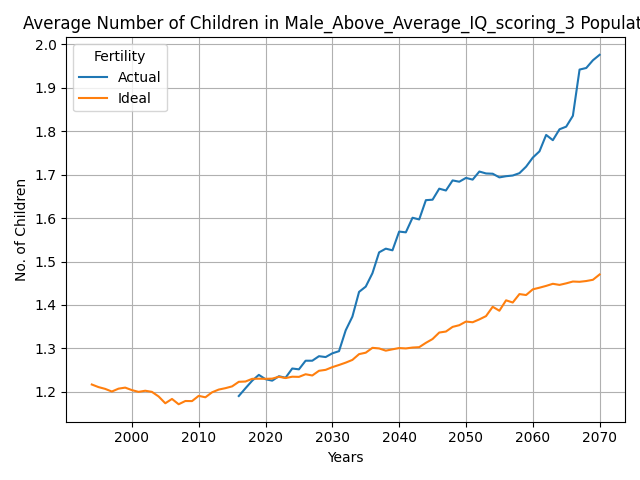 Average Number of Children in Male_Above_Average_IQ_scoring_3 Populat
2.0
1.9
1.8
1.7
1.6
1.5
1.4
1.3
1.2
No. of Children
Fertility
Actual
Ideal
2000 2010 2020 2030 2040 2050 2060 2070
Years